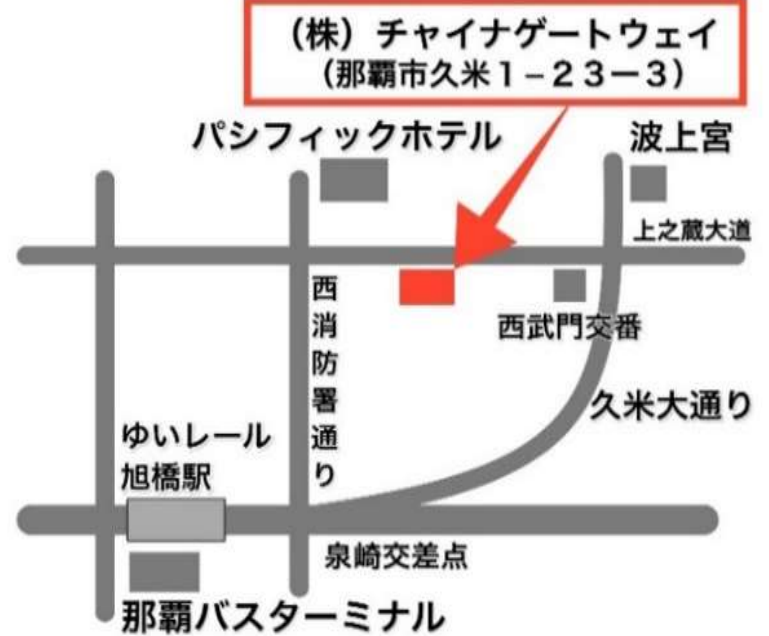 （株）チャイナゲートウェイ
（那覇市久米１−２３ー３）
パシフィックホテル
波上宮
上之蔵大道
西消防署通り
西武門交番
久米大通り
ゆいレール
旭橋駅
泉崎交差点
那覇バスターミナル